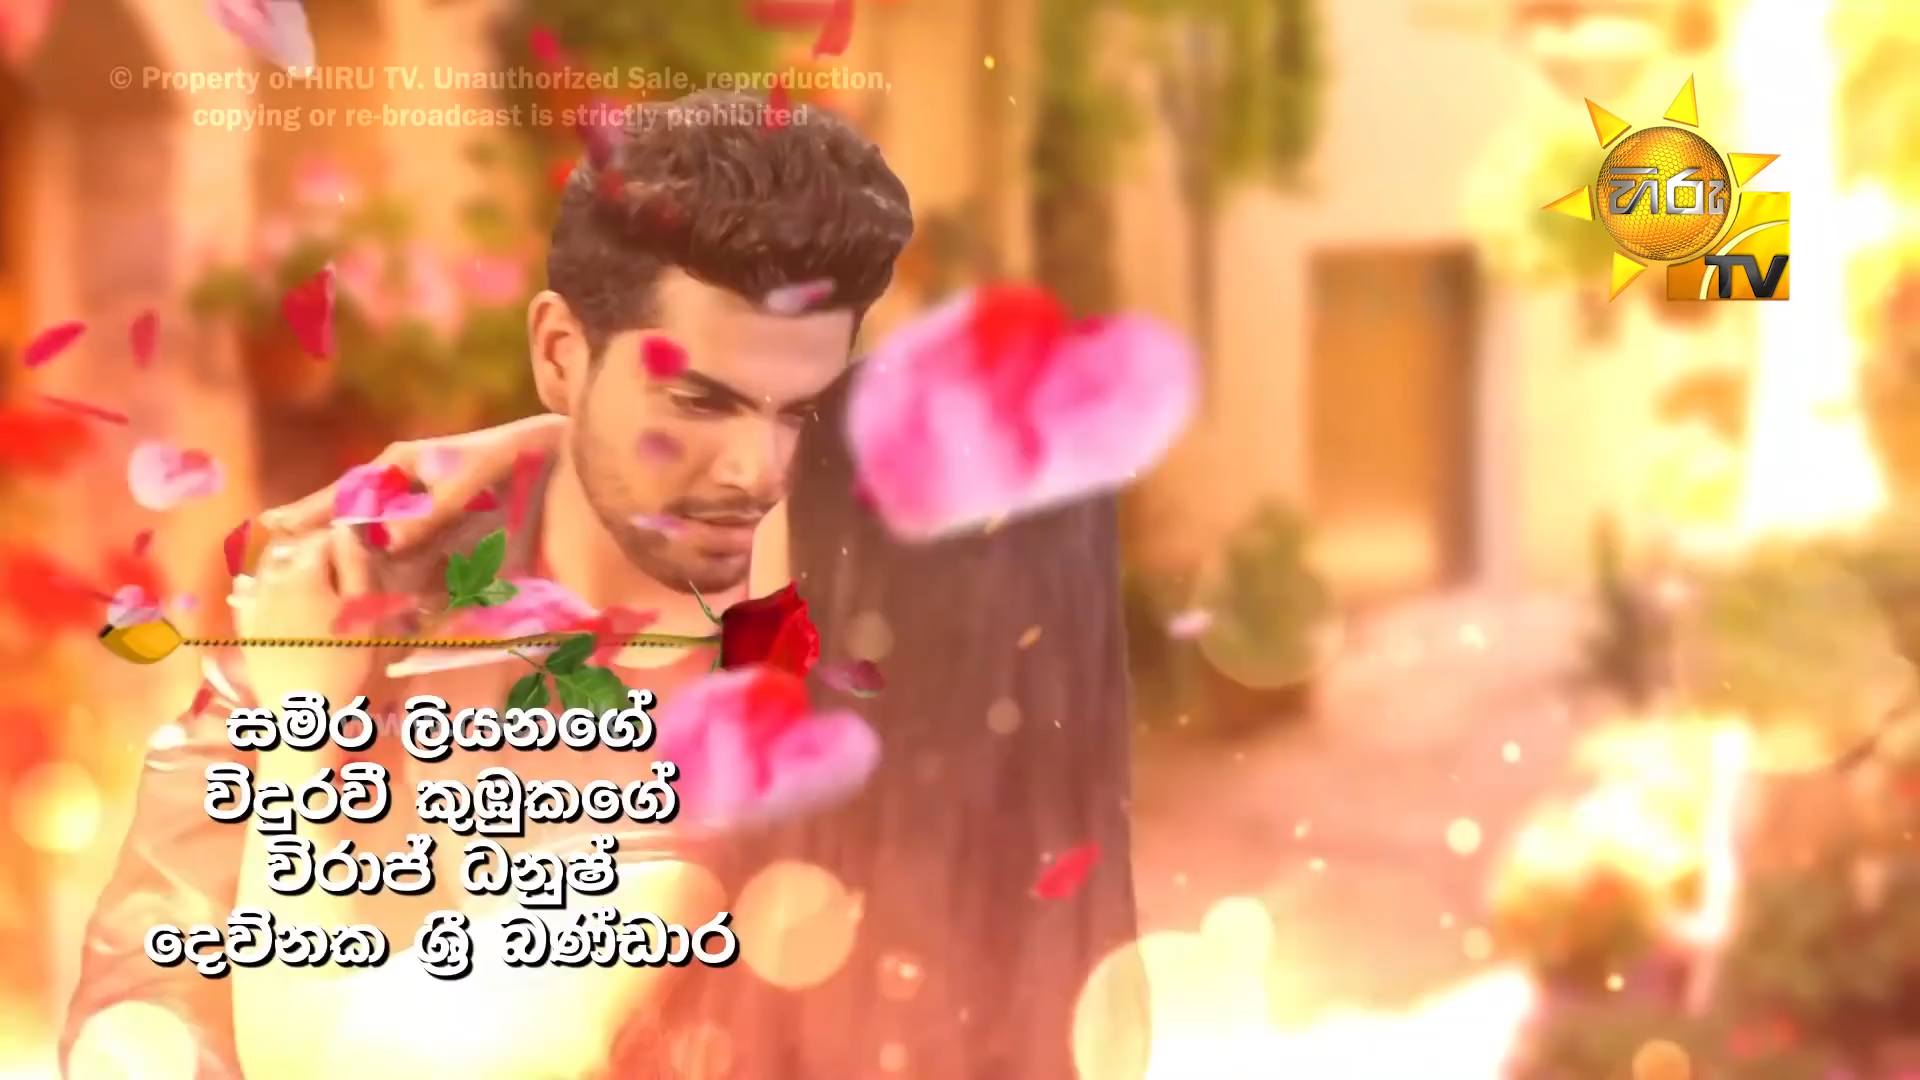 © Property of HIRU TV. Unauthorized Sale, reproduction,
copying or re-broadcast is strictly prohibited
හිරු
TV
සමීර ලියනගේ
විදුරවී කුඹුකගේ
විරාජ් ධනුෂ්
දෙව්නක ශ්‍රී බණ්ඩාර